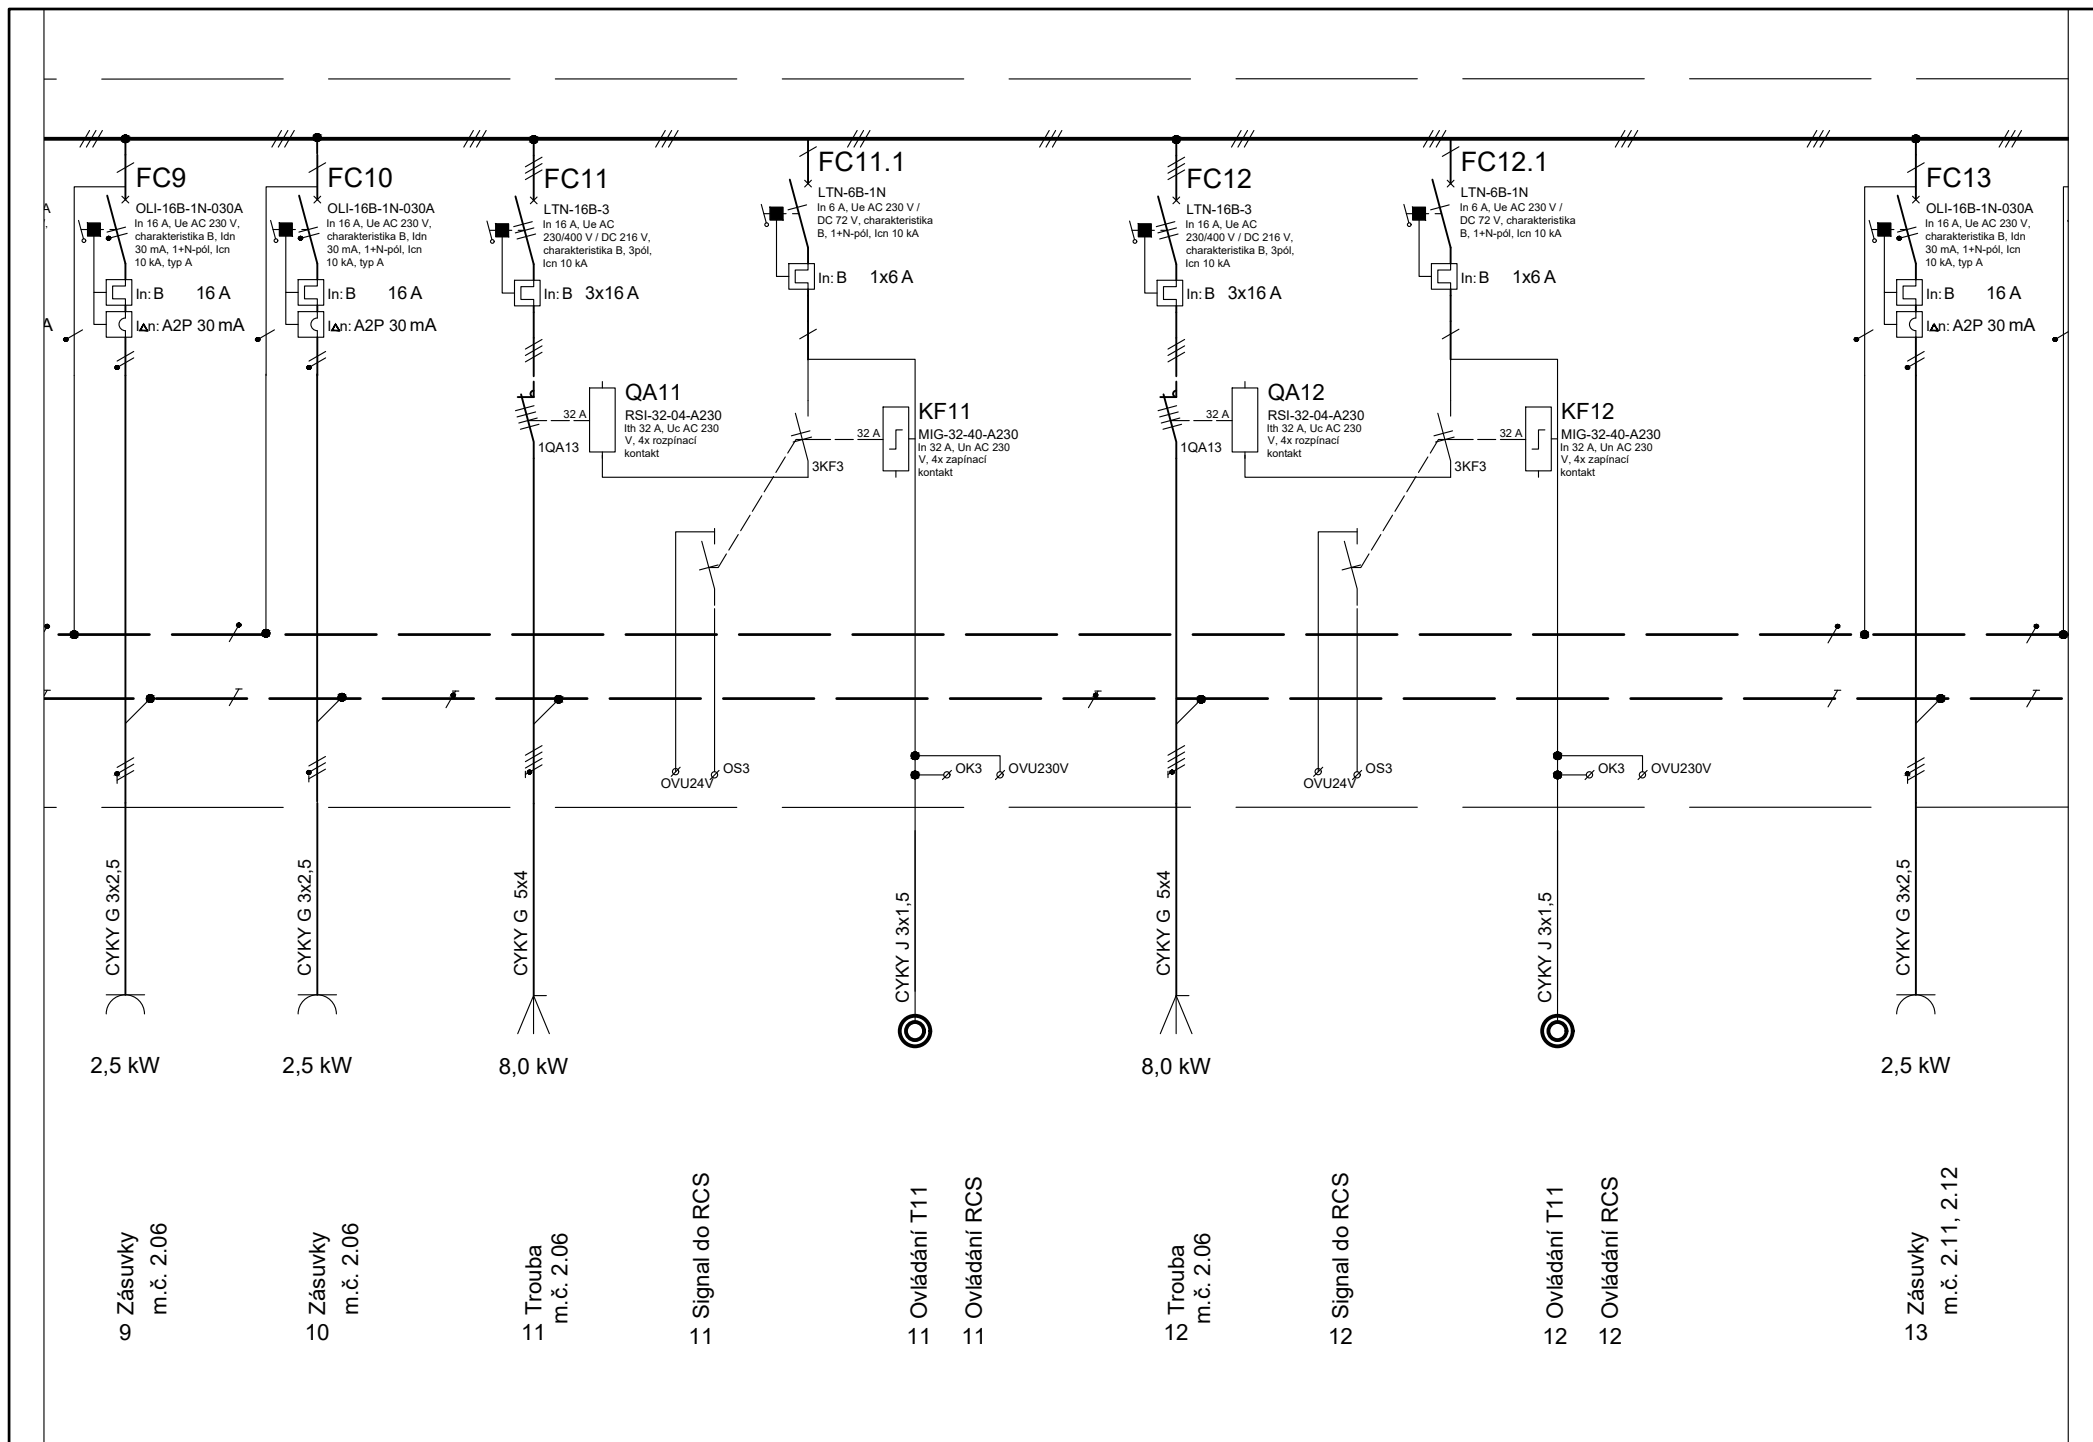 A
,
A
FC9
OLI-16B-1N-030A
In 16 A, Ue AC 230 V,
charakteristika B, Idn
30 mA, 1+N-pól, Icn
10 kA, typ A
In: B 16 A
I∆n: A2P 30 mA
FC10
OLI-16B-1N-030A
In 16 A, Ue AC 230 V,
charakteristika B, Idn
30 mA, 1+N-pól, Icn
10 kA, typ A
In: B 16 A
I∆n: A2P 30 mA
FC11
LTN-16B-3
In 16 A, Ue AC
230/400 V / DC 216 V,
charakteristika B, 3pól,
Icn 10 kA
In: B 3x16 A
FC11.1
LTN-6B-1N
In 6 A, Ue AC 230 V /
DC 72 V, charakteristika
B, 1+N-pól, Icn 10 kA
In: B 1x6 A
FC12
LTN-16B-3
In 16 A, Ue AC
230/400 V / DC 216 V,
charakteristika B, 3pól,
Icn 10 kA
In: B 3x16 A
FC12.1
LTN-6B-1N
In 6 A, Ue AC 230 V /
DC 72 V, charakteristika
B, 1+N-pól, Icn 10 kA
In: B 1x6 A
FC13
OLI-16B-1N-030A
In 16 A, Ue AC 230 V,
charakteristika B, Idn
30 mA, 1+N-pól, Icn
10 kA, typ A
In: B 16 A
I∆n: A2P 30 mA
1QA13
32 A
QA11
RSI-32-04-A230
Ith 32 A, Uc AC 230
V, 4x rozpínací
kontakt
3KF3
32 A
KF11
MIG-32-40-A230
In 32 A, Un AC 230
V, 4x zapínací
kontakt
1QA13
32 A
QA12
RSI-32-04-A230
Ith 32 A, Uc AC 230
V, 4x rozpínací
kontakt
3KF3
32 A
KF12
MIG-32-40-A230
In 32 A, Un AC 230
V, 4x zapínací
kontakt
OVU24V
OS3
OK3
OVU230V
OVU24V
OS3
OK3
OVU230V
CYKY G 3x2,5
CYKY G 3x2,5
CYKY G 5x4
CYKY J 3x1,5
CYKY G 5x4
CYKY J 3x1,5
CYKY G 3x2,5
2,5 kW
2,5 kW
8,0 kW
8,0 kW
2,5 kW
9 Zásuvky
m.č. 2.06
10 Zásuvky
m.č. 2.06
11 Trouba
m.č. 2.06
11 Signal do RCS
11 Ovládání T11
11 Ovládání RCS
12 Trouba
m.č. 2.06
12 Signal do RCS
12 Ovládání T11
12 Ovládání RCS
13 Zásuvky
m.č. 2.11, 2.12